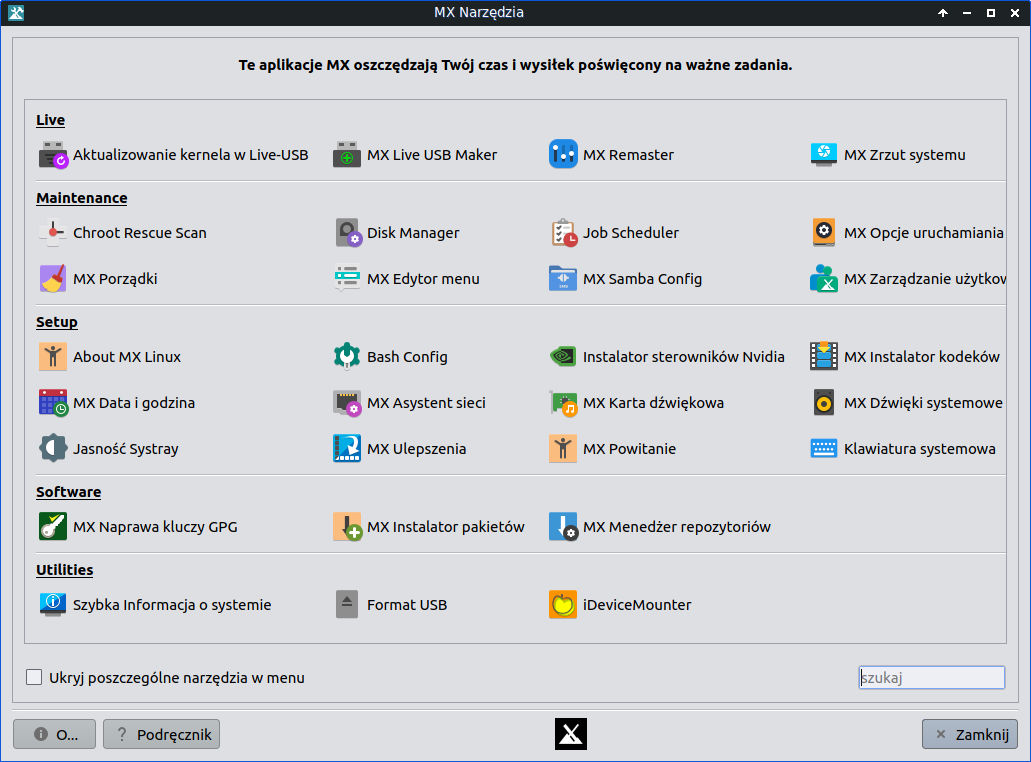 MX Narzędzia
Te aplikacje MX oszczędzają Twój czas i wysiłek poświęcony na ważne zadania.
Live
Aktualizowanie kernela w Live-USB MX Live USB Maker MX Remaster MX Zrzut systemu
Maintenance
Chroot Rescue Scan Disk Manager Job Scheduler MX Opcje uruchamiania
MX Porządki MX Edytor menu MX Samba Config MX Zarządzanie użytkow
Setup
About MX Linux Bash Config Instalator sterowników Nvidia MX Instalator kodeków
MX Data i godzina MX Asystent sieci MX Karta dźwiękowa MX Dźwięki systemowe
Jasność Systray MX Ulepszenia MX Powitanie Klawiatura systemowa
Software
MX Naprawa kluczy GPG MX Instalator pakietów MX Menedżer repozytoriów
Utilities
Szybka Informacja o systemie Format USB iDeviceMounter
Ukryj poszczególne narzędzia w menu szukaj
O... Podręcznik Zamknij